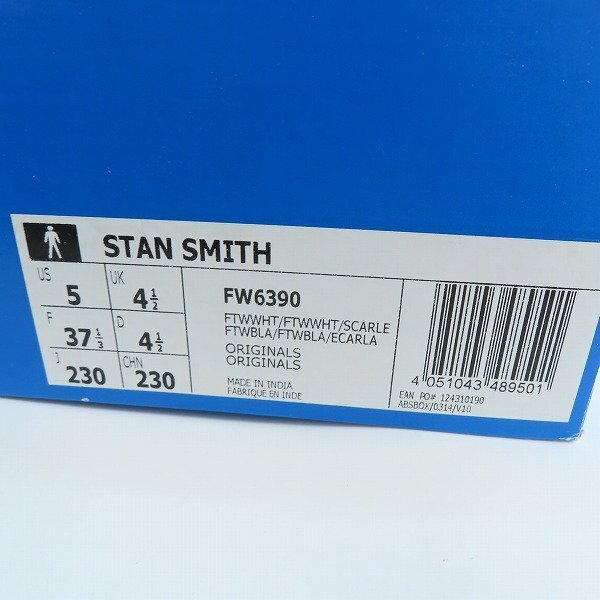 STAN SMITH
US 5 UK 4 1/2
F 37 1/3 D 4 1/2
J 230 CHN 230
FW6390
FTWWHT/FTWWHT/SCARLE
FTWBLA/FTWBLA/ECARLA
ORIGINALS
ORIGINALS
MADE IN INDIA
FABRIQUE EN INDE
4 051043 489501
EAN PO# 124310190
ABSBOX/0314/V10